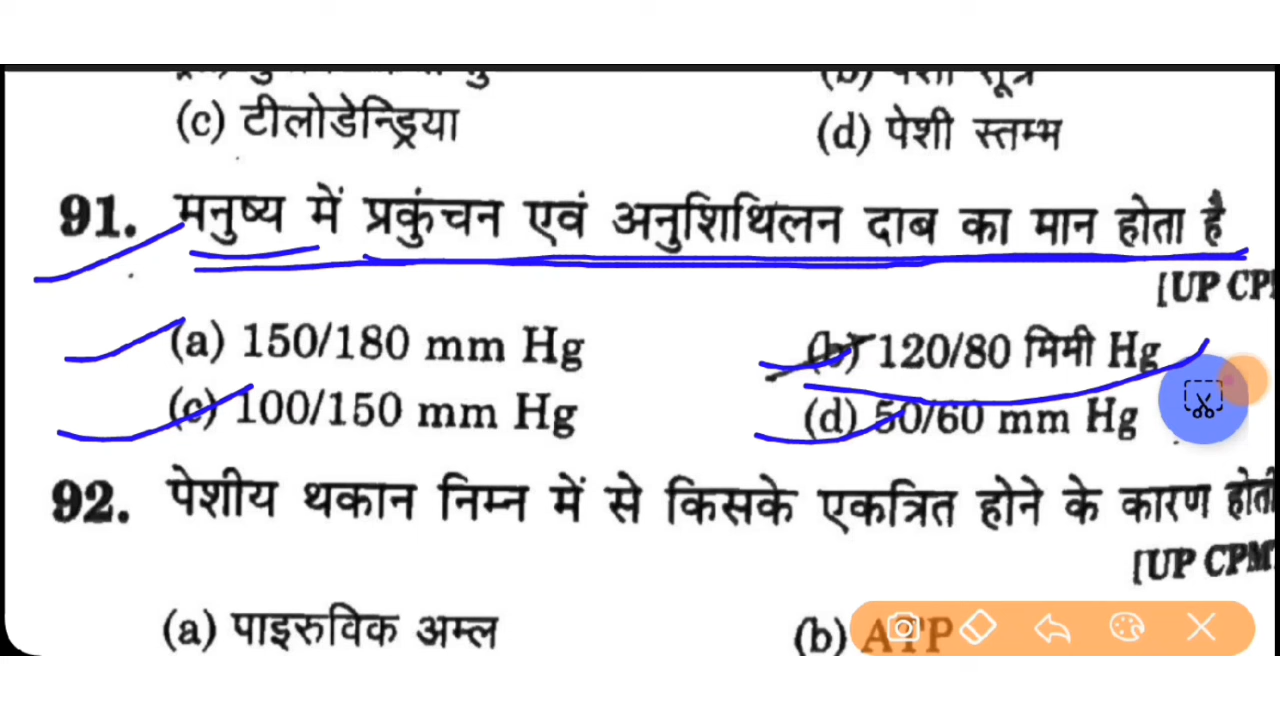 (c) टीलोडेन्ड्रिया
(d) पेशी स्तम्भ
91. मनुष्य में प्रकुंचन एवं अनुशिथिलन दाब का मान होता है
[UP CP
(a) 150/180 mm Hg
(b) 120/80 मिमी Hg
(c) 100/150 mm Hg
(d) 50/60 mm Hg
92. पेशीय थकान निम्न में से किसके एकत्रित होने के कारण होती
[UP CPM
(a) पाइरुविक अम्ल
(b) ATP